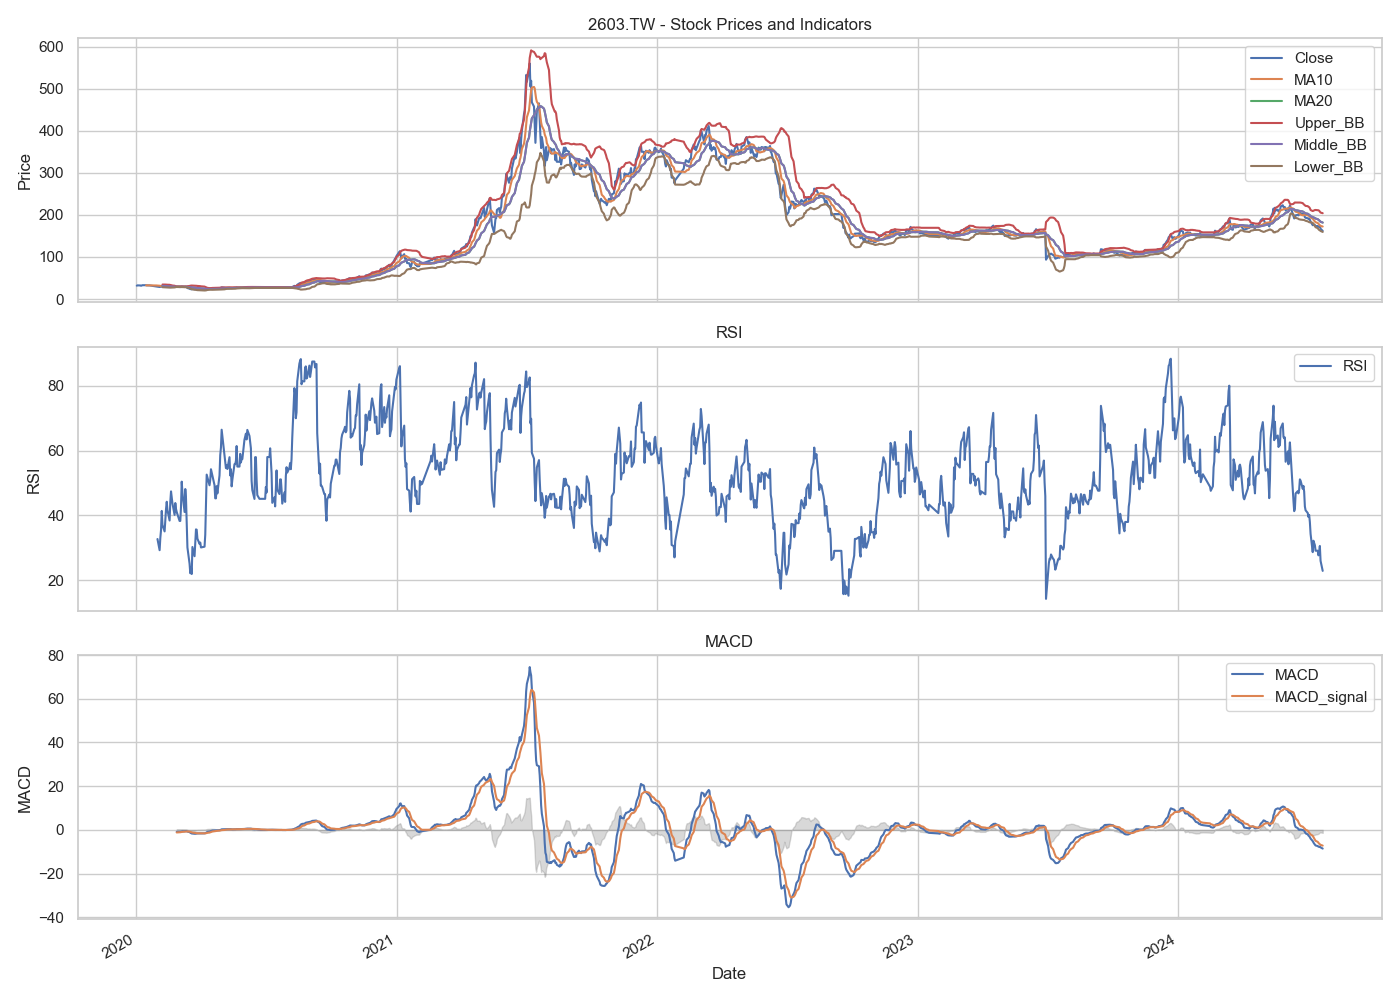 2603.TW - Stock Prices and Indicators
600
500
400
300
200
100
0
Price
Close
MA10
MA20
Upper_BB
Middle_BB
Lower_BB
RSI
80
60
40
20
RSI
RSI
MACD
80
60
40
20
0
−20
−40
MACD
MACD
MACD_signal
2020
2021
2022
2023
2024
Date